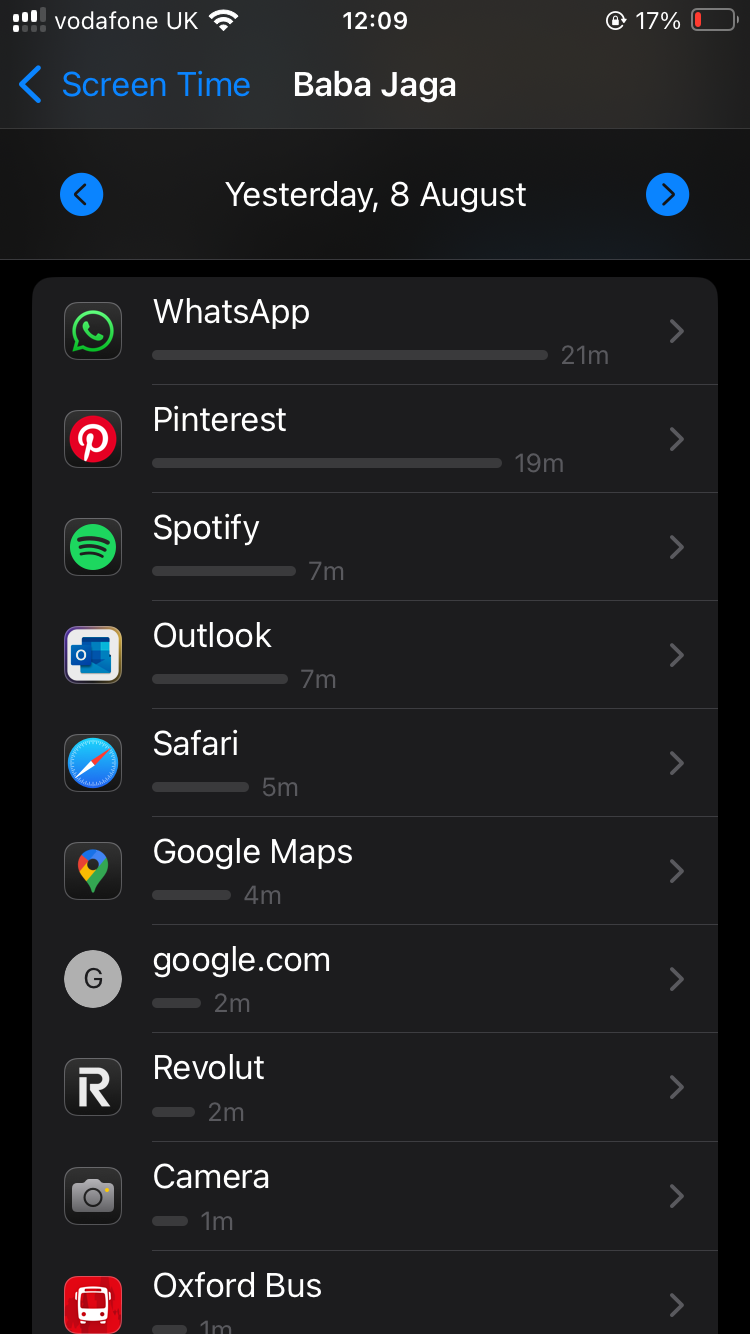 vodafone UK 12:09 17%
Screen Time Baba Jaga
Yesterday, 8 August
WhatsApp
21m
Pinterest
19m
Spotify
7m
Outlook
7m
Safari
5m
Google Maps
4m
G
google.com
2m
Revolut
2m
Camera
1m
Oxford Bus
1m